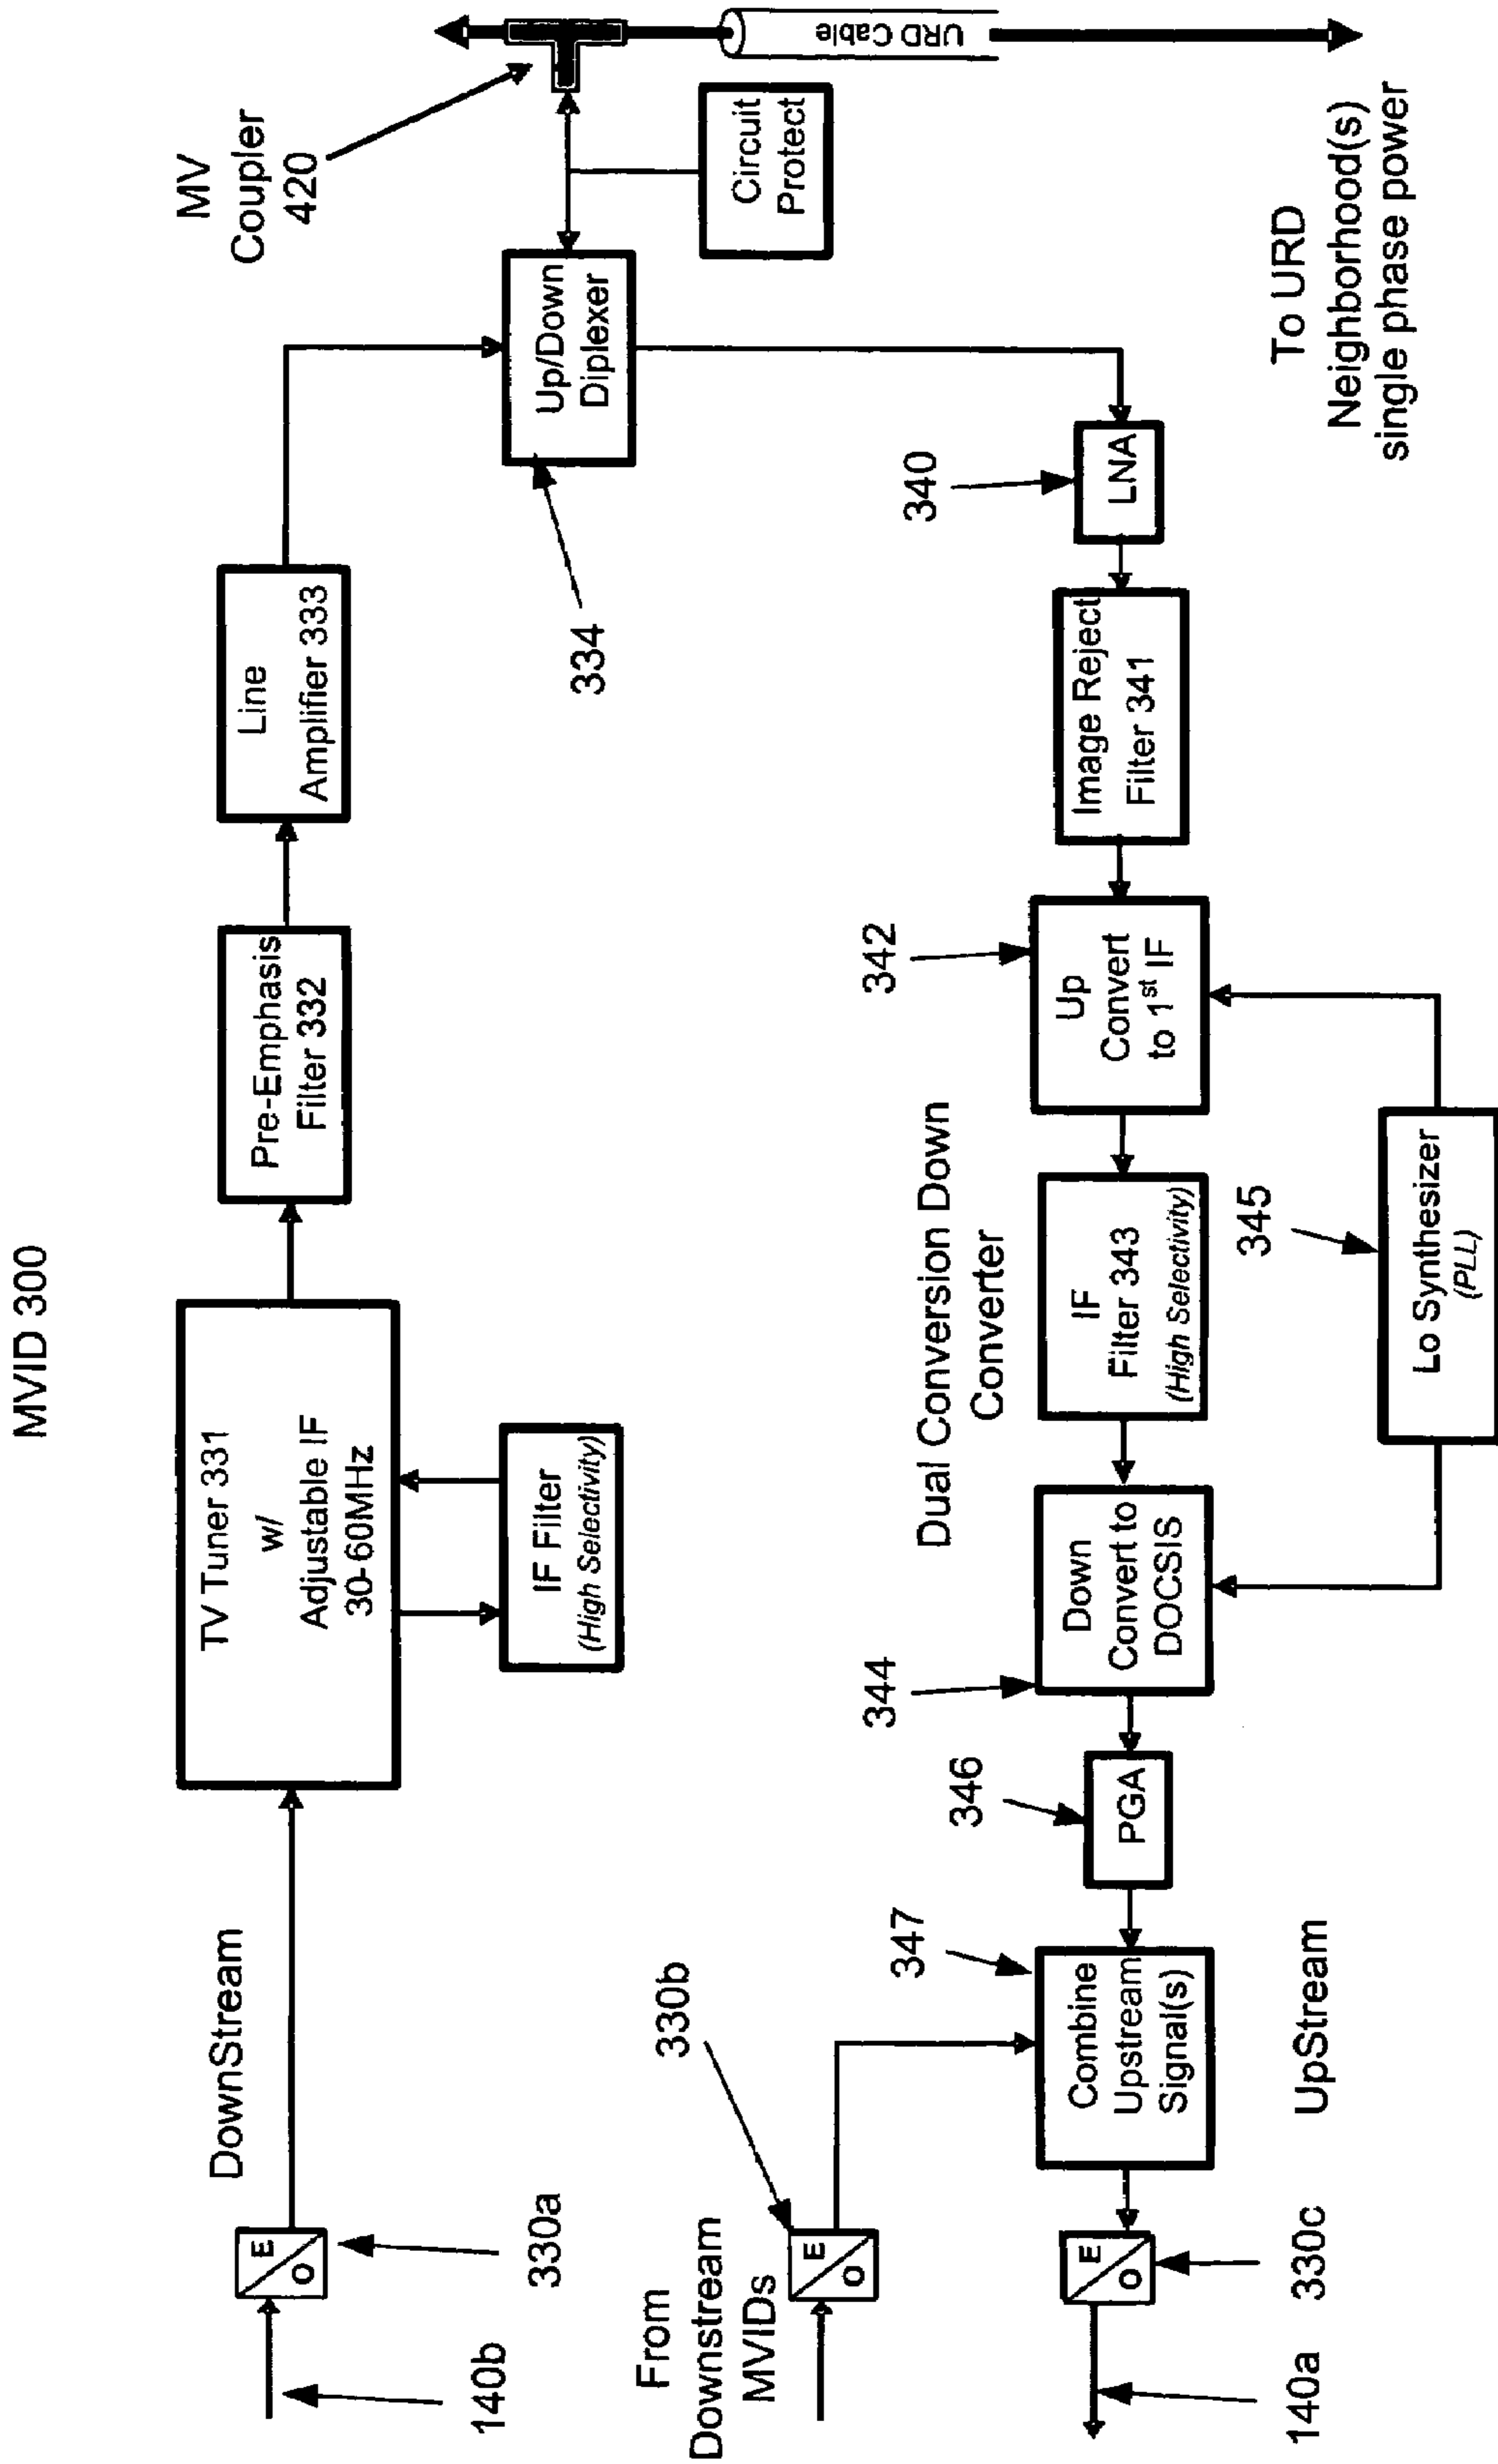 MVID 300
DownStream
140b
E
O
330a
TV Tuner 331
w/
Adjustable IF
30-60MHz
IF Filter
(High Selectivity)
Pre-Emphasis
Filter 332
Line
Amplifier 333
Up/Down
Diplexer
334
MV
Coupler
420
Circuit
Protect
URD Cable
To URD
Neighborhood(s)
single phase power
LNA
340
Image Reject
Filter 341
Up
Convert
to 1st IF
342
Dual Conversion Down
Converter
IF
Filter 343
(High Selectivity)
Lo Synthesizer
(PLL)
345
Down
Convert to
DOCSIS
344
PGA
346
Combine
Upstream
Signal(s)
347
From
Downstream
MVIDs
E
O
330b
UpStream
E
O
330c
140a